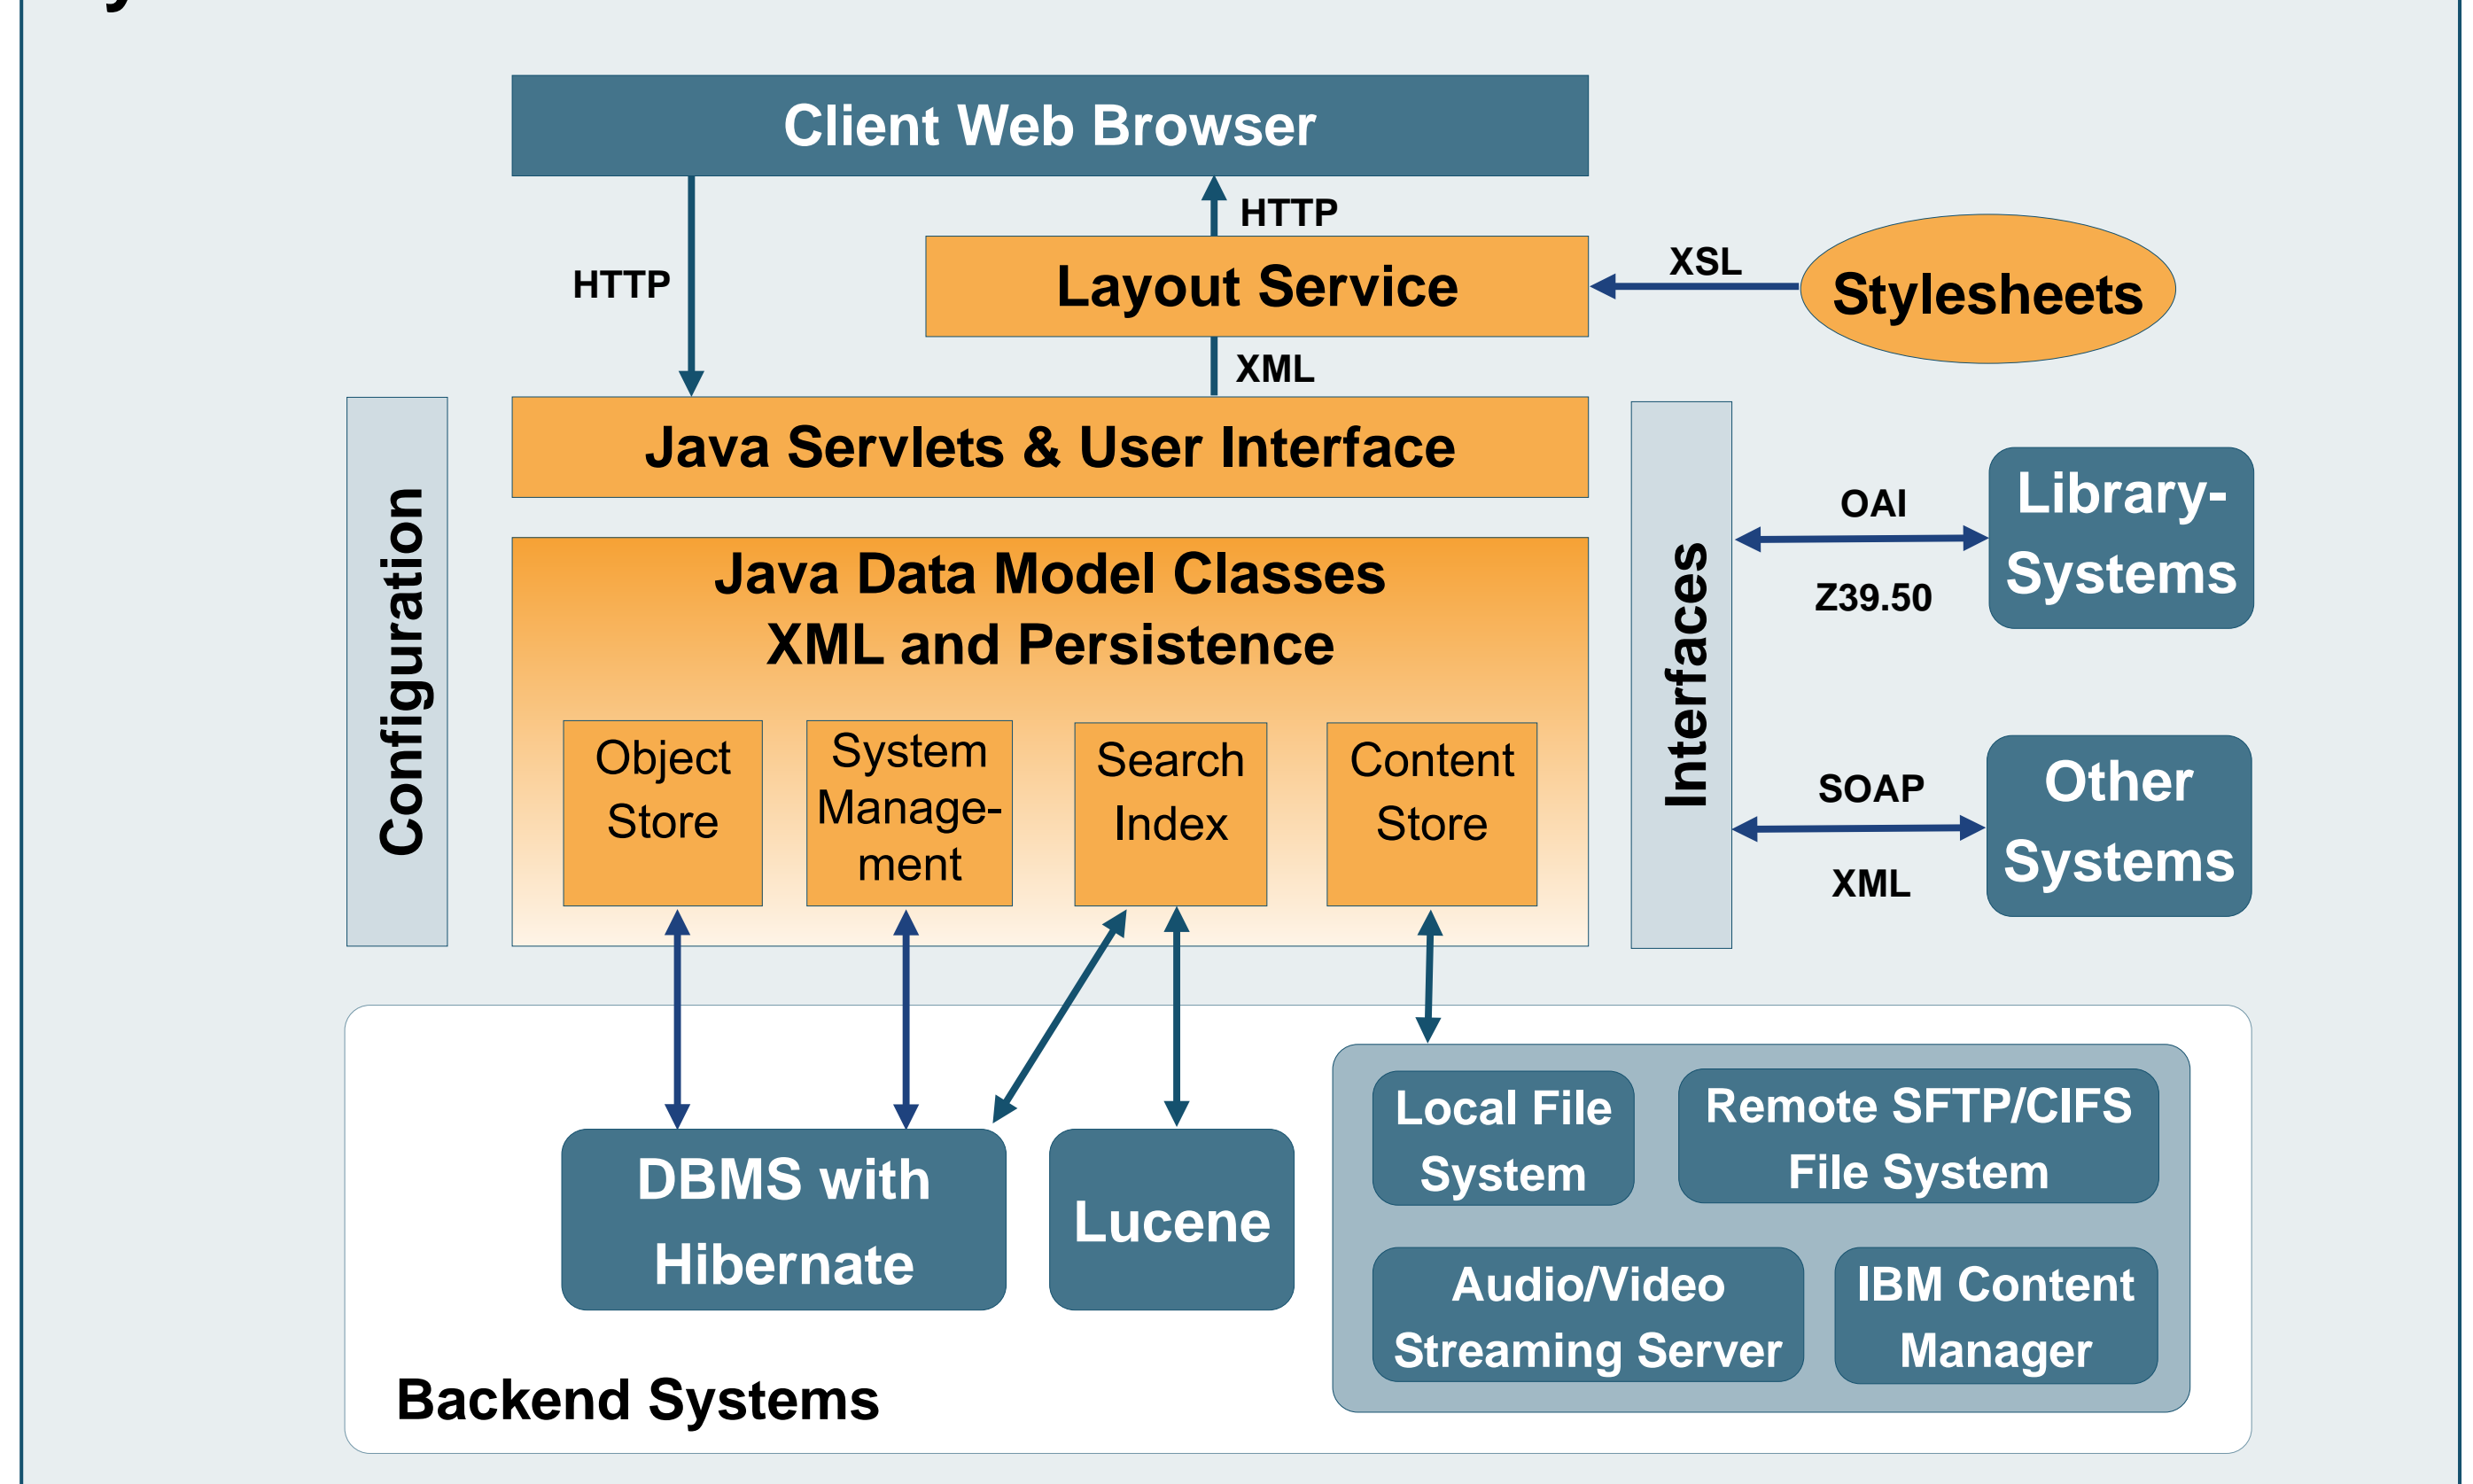 Client Web Browser
HTTP
HTTP
Layout Service
XSL
Stylesheets
XML
Java Servlets & User Interface
Configuration
Java Data Model Classes
XML and Persistence
Object
Store
System
Manage-
ment
Search
Index
Content
Store
Interfaces
OAI
Z39.50
Library-
Systems
SOAP
XML
Other
Systems
DBMS with
Hibernate
Lucene
Local File
System
Remote SFTP/CIFS
File System
Audio/Video
Streaming Server
IBM Content
Manager
Backend Systems